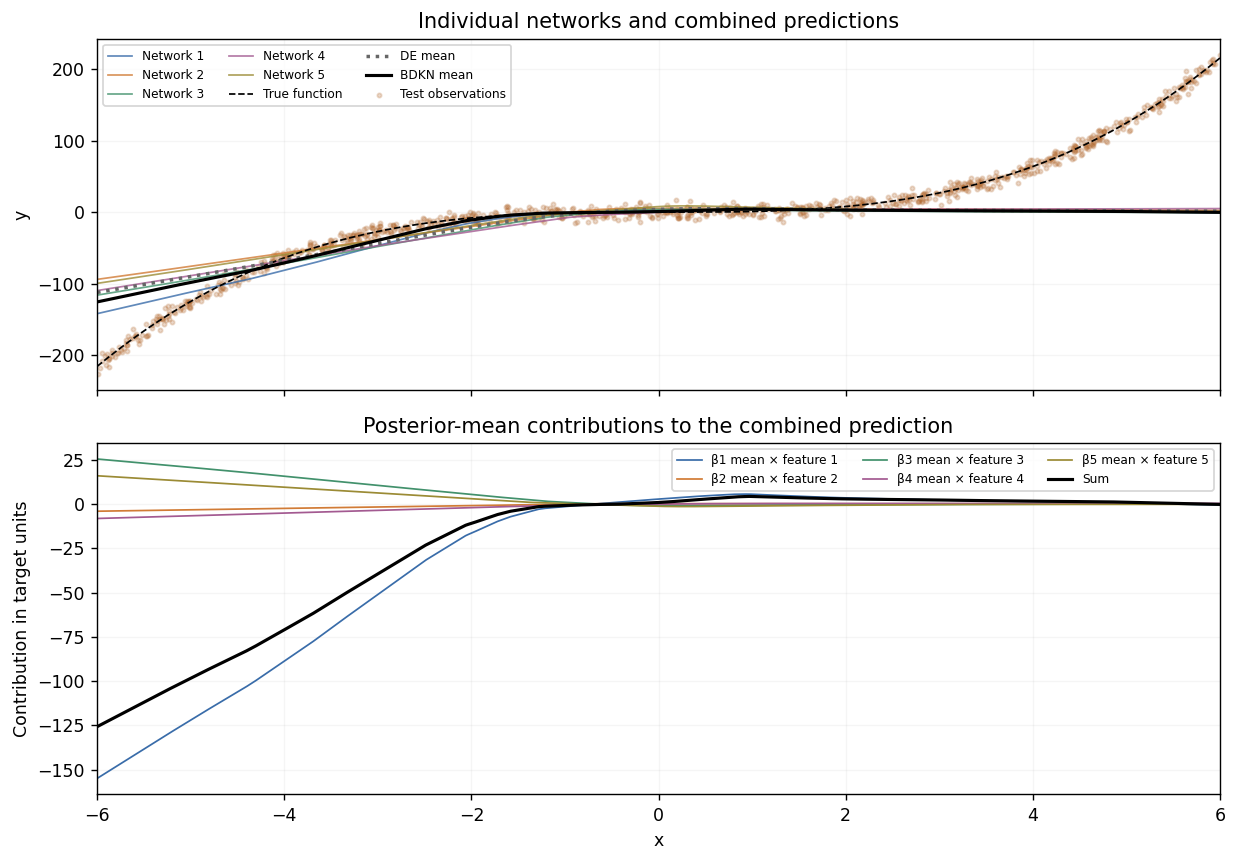 Individual networks and combined predictions
Network 1
Network 2
Network 3
Network 4
Network 5
True function
DE mean
BDKN mean
Test observations
200
100
0
−100
−200
y
Posterior-mean contributions to the combined prediction
β1 mean × feature 1
β2 mean × feature 2
β3 mean × feature 3
β4 mean × feature 4
β5 mean × feature 5
Sum
25
0
−25
−50
−75
−100
−125
−150
Contribution in target units
−6
−4
−2
0
2
4
6
x